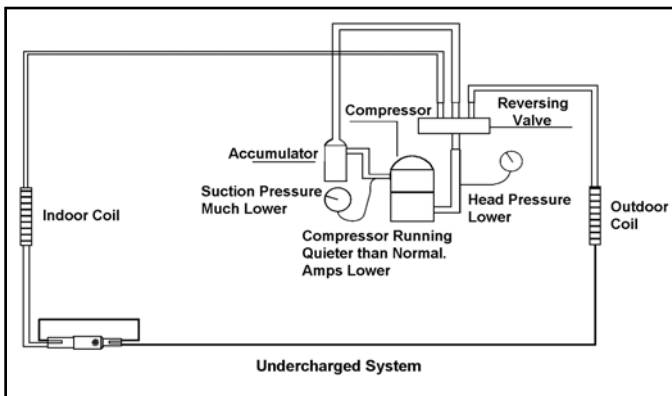 Compressor
Reversing
Valve
Accumulator
Suction Pressure
Much Lower
Head Pressure
Lower
Indoor Coil
Outdoor
Coil
Compressor Running
Quieter than Normal.
Amps Lower
Undercharged System